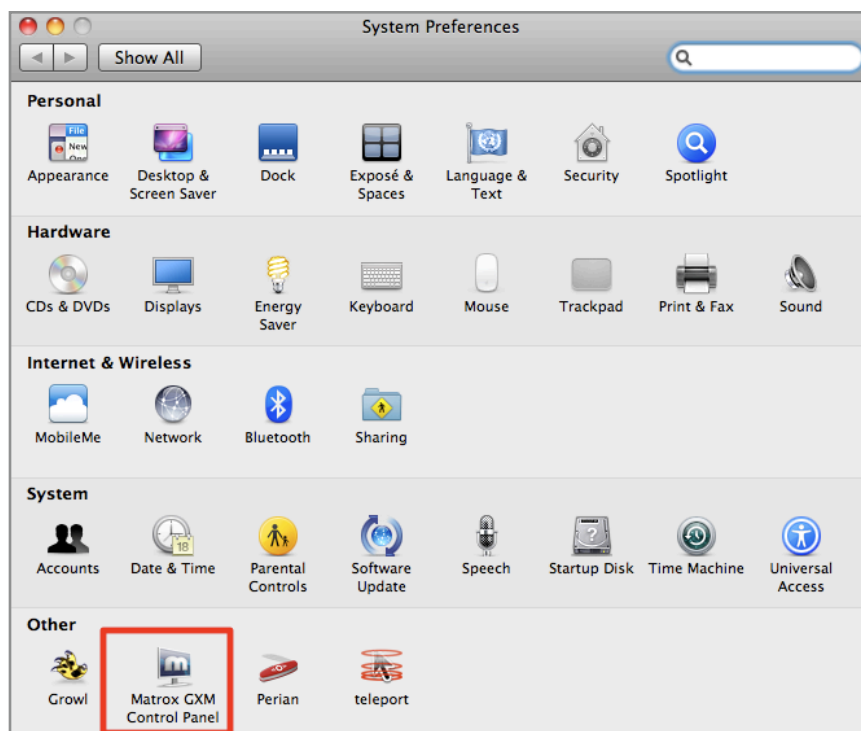 System Preferences
Show All
Personal
File
New
Appearance
Desktop &
Screen Saver
Dock
Exposé &
Spaces
Language &
Text
Security
Spotlight
Hardware
CDs & DVDs
Displays
Energy
Saver
Keyboard
Mouse
Trackpad
Print & Fax
Sound
Internet & Wireless
MobileMe
Network
Bluetooth
Sharing
System
18
?
Accounts
Date & Time
Parental
Controls
Software
Update
Speech
Startup Disk
Time Machine
Universal
Access
Other
m
Growl
Matrox GXM
Control Panel
Perian
teleport